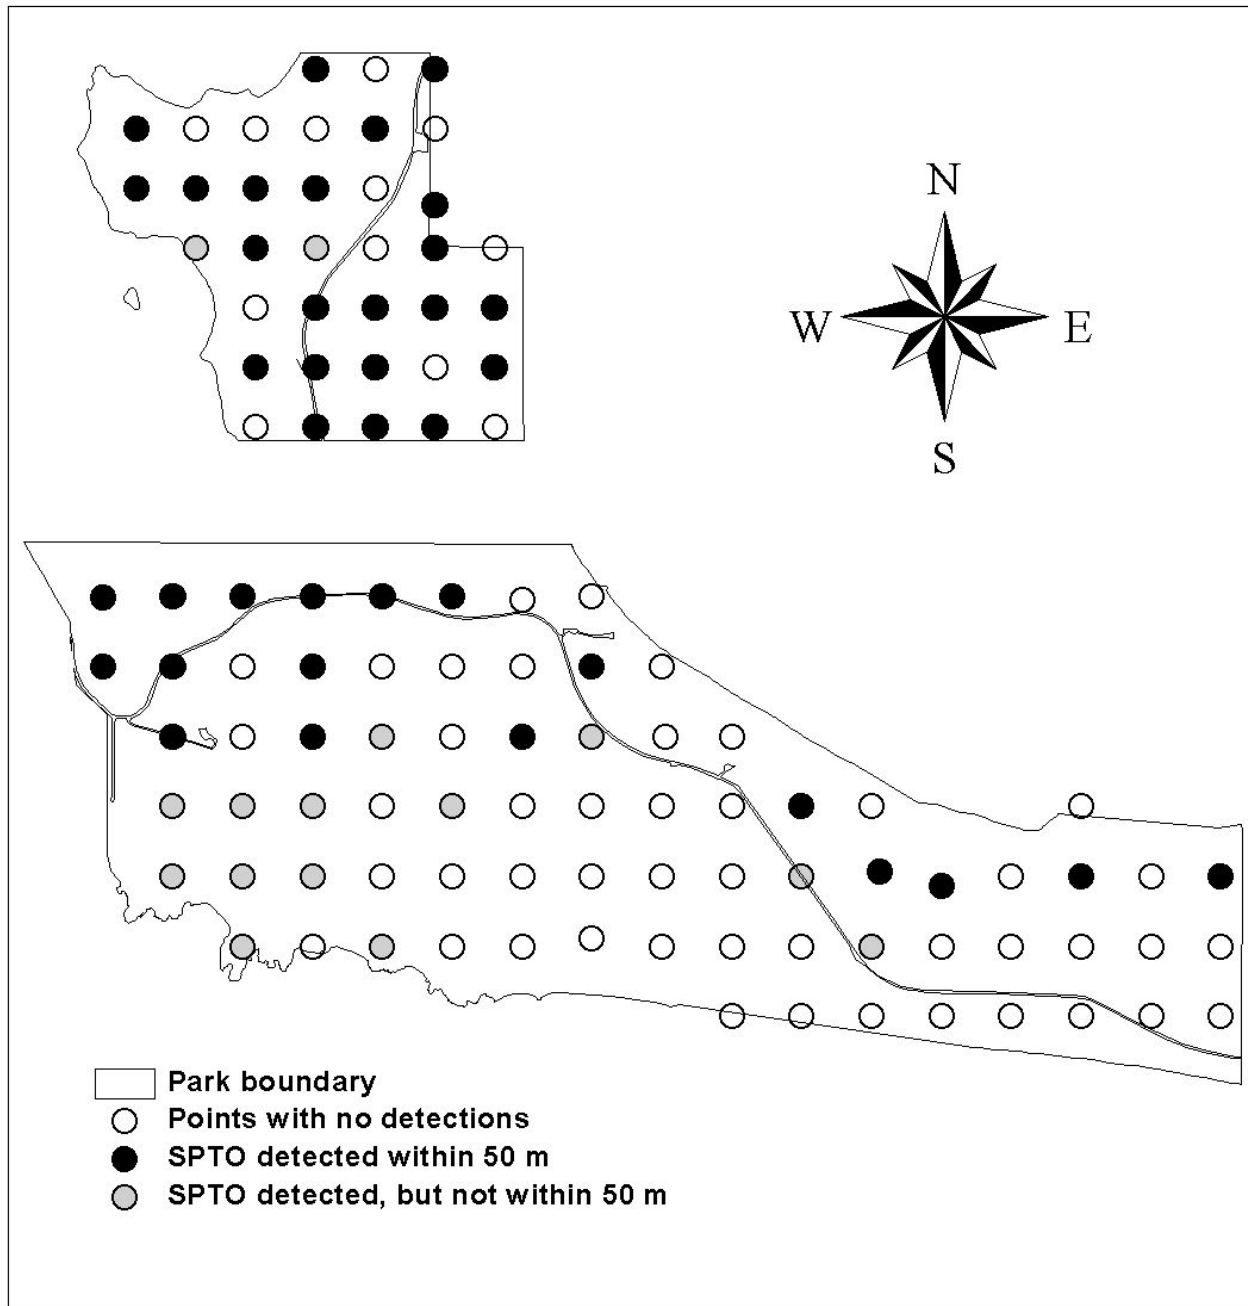 N
W E
S
Park boundary
Points with no detections
SPTO detected within 50 m
SPTO detected, but not within 50 m